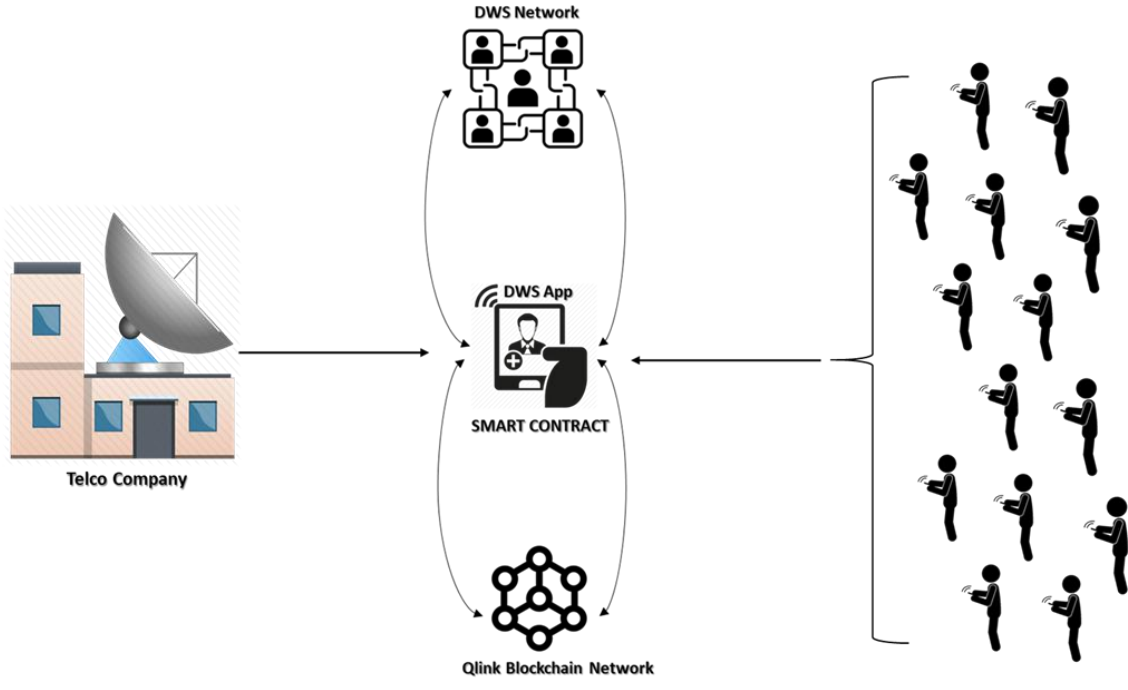 DWS Network
DWS App
SMART CONTRACT
Telco Company
Qlink Blockchain Network